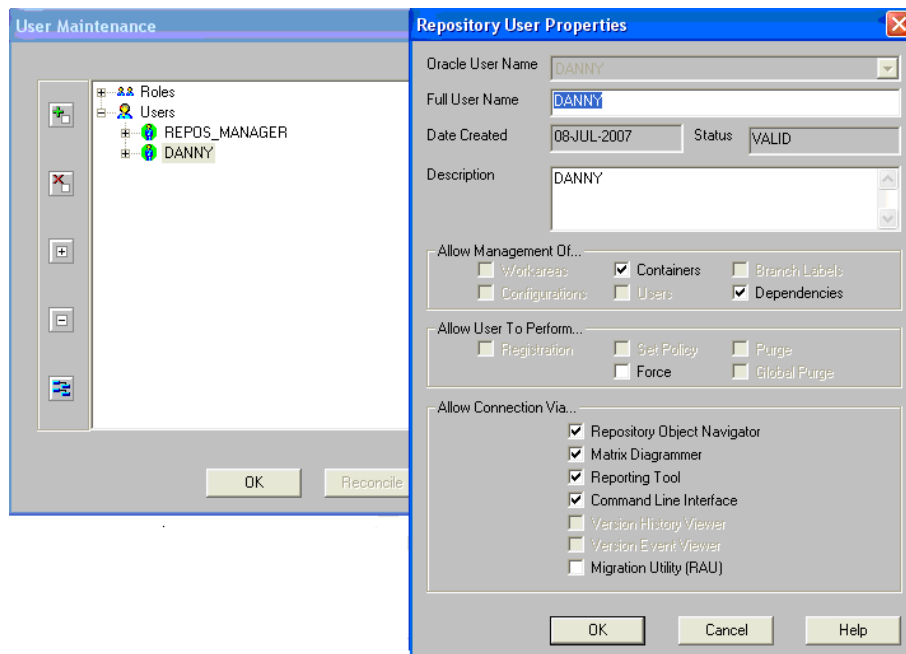 User Maintenance
Roles
Users
REPOS_MANAGER
DANNY
OK
Reconcile
Repository User Properties
Oracle User Name DANNY
Full User Name DANNY
Date Created 08-JUL-2007 Status VALID
Description DANNY
Allow Management Of...
Workareas Containers Branch Labels
Configurations Users Dependencies
Allow User To Perform...
Registration Set Policy Purge
Force Global Purge
Allow Connection Via...
Repository Object Navigator
Matrix Diagrammer
Reporting Tool
Command Line Interface
Version History Viewer
Version Event Viewer
Migration Utility (RAU)
OK Cancel Help